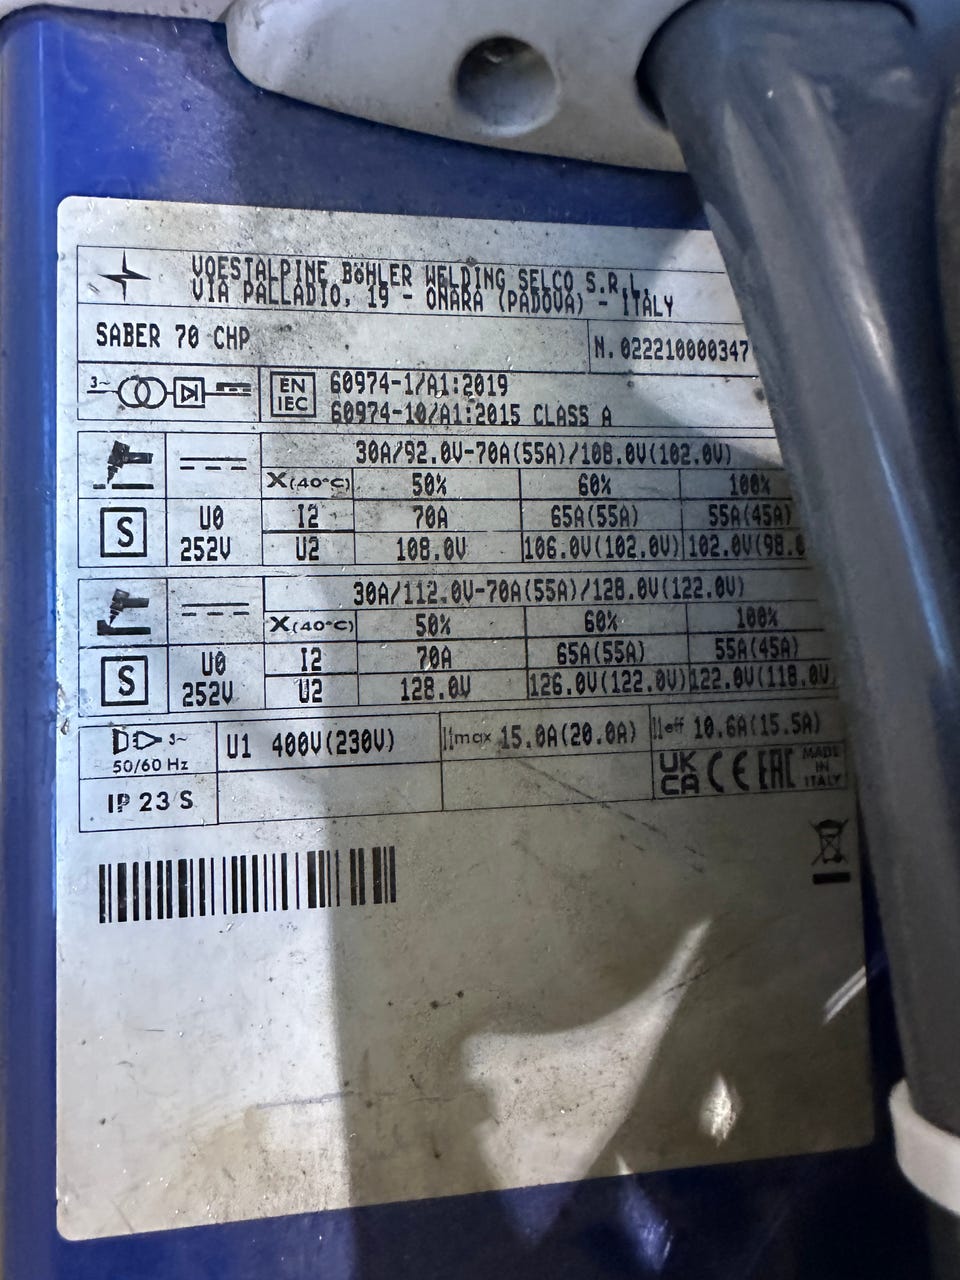 VOESTALPINE BÖHLER WELDING SELCO S.R.L.
VIA PALLADIO, 19 - ONARA (PADOVA) - ITALY
SABER 70 CHP N. 022210000347
3~ EN IEC 60974-1/A1:2019
60974-10/A1:2015 CLASS A
30A/92.0V-70A(55A)/108.0V(102.0V)
X(40°C) 50% 60% 100%
S U0 I2 70A 65A(55A) 55A(45A)
252V U2 108.0V 106.0V(102.0V) 102.0V(98.0
30A/112.0V-70A(55A)/128.0V(122.0V)
X(40°C) 50% 60% 100%
S U0 I2 70A 65A(55A) 55A(45A)
252V U2 128.0V 126.0V(122.0V) 122.0V(118.0V)
3~ 50/60 Hz U1 400V(230V) I1max 15.0A(20.0A) I1eff 10.6A(15.5A)
IP 23 S UK CA CE EAC MADE IN ITALY